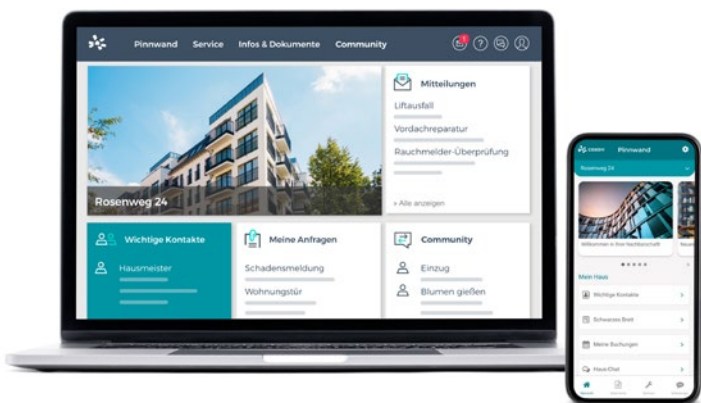 Pinnwand Service Infos & Dokumente Community
Rosenweg 24
Mitteilungen
Liftausfall
Vordachreparatur
Rauchmelder-Überprüfung
» Alle anzeigen
Wichtige Kontakte
Hausmeister
Meine Anfragen
Schadensmeldung
Wohnungstür
Community
Einzug
Blumen gießen
Pinnwand
Rosenweg 24
Willkommen in Ihrer Nachbarschaft!
Mein Haus
Wichtige Kontakte
Schwarzes Brett
Meine Buchungen
Haus-Chat